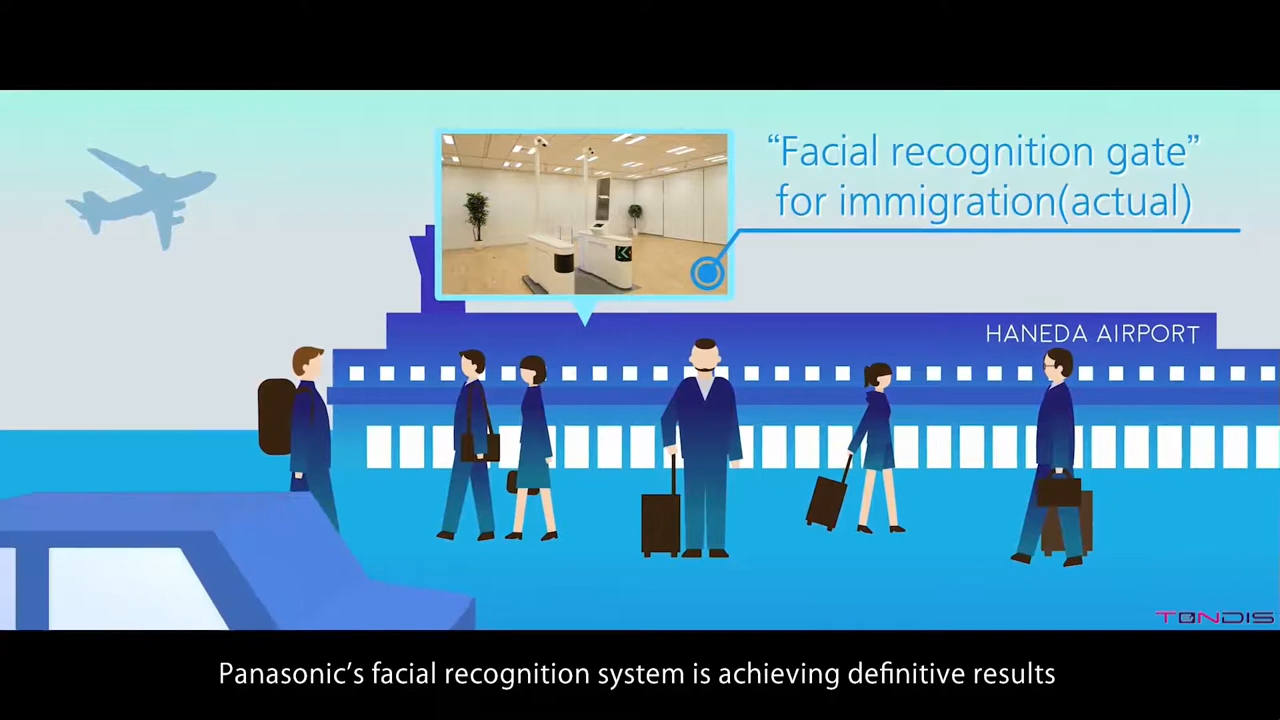 “Facial recognition gate”
for immigration(actual)
HANEDA AIRPORT
TONDIS
Panasonic’s facial recognition system is achieving definitive results